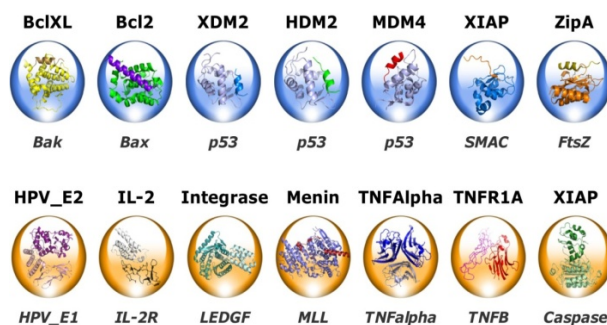 BclXL Bcl2 XDM2 HDM2 MDM4 XIAP ZipA
Bak Bax p53 p53 p53 SMAC FtsZ
HPV_E2 IL-2 Integrase Menin TNFAlpha TNFR1A XIAP
HPV_E1 IL-2R LEDGF MLL TNFalpha TNFB Caspase